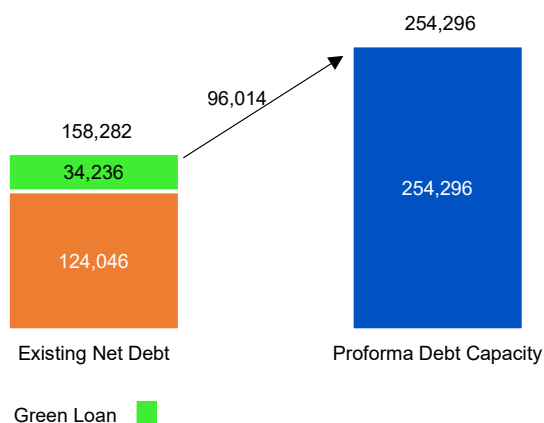 254,296
96,014
158,282
34,236
254,296
124,046
Existing Net Debt
Proforma Debt Capacity
Green Loan